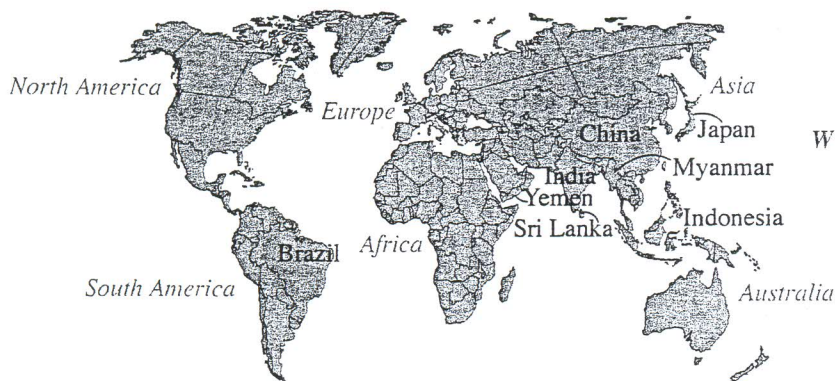 North America
Asia
Europe
China
Japan
W
Myanmar
India
Yemen
Sri Lanka
Indonesia
Africa
Brazil
South America
Australia